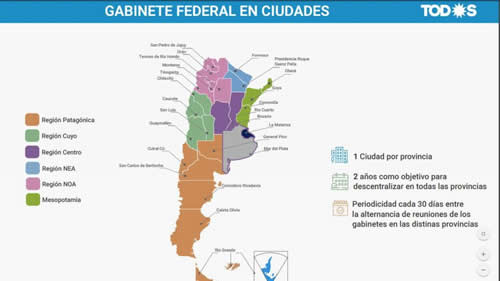 GABINETE FEDERAL EN CIUDADES
TODOS
San Pedro de Jujuy
Orán
Termas de Río Hondo
Monteros
Tinogasta
Chilecito
Caucete
San Luis
Guaymallén
Cutral Có
San Carlos de Bariloche
Formosa
Presidencia Roque
Saenz Peña
Oberá
Goya
Concordia
Río Cuarto
Rosario
La Matanza
General Pico
Mar del Plata
Comodoro Rivadavia
Caleta Olivia
Río Grande
Región Patagónica
Región Cuyo
Región Centro
Región NEA
Región NOA
Mesopotamia
1 Ciudad por provincia
2 años como objetivo para
descentralizar en todas las provincias
Periodicidad cada 30 días entre
la alternancia de reuniones de los
gabinetes en las distinas provincias